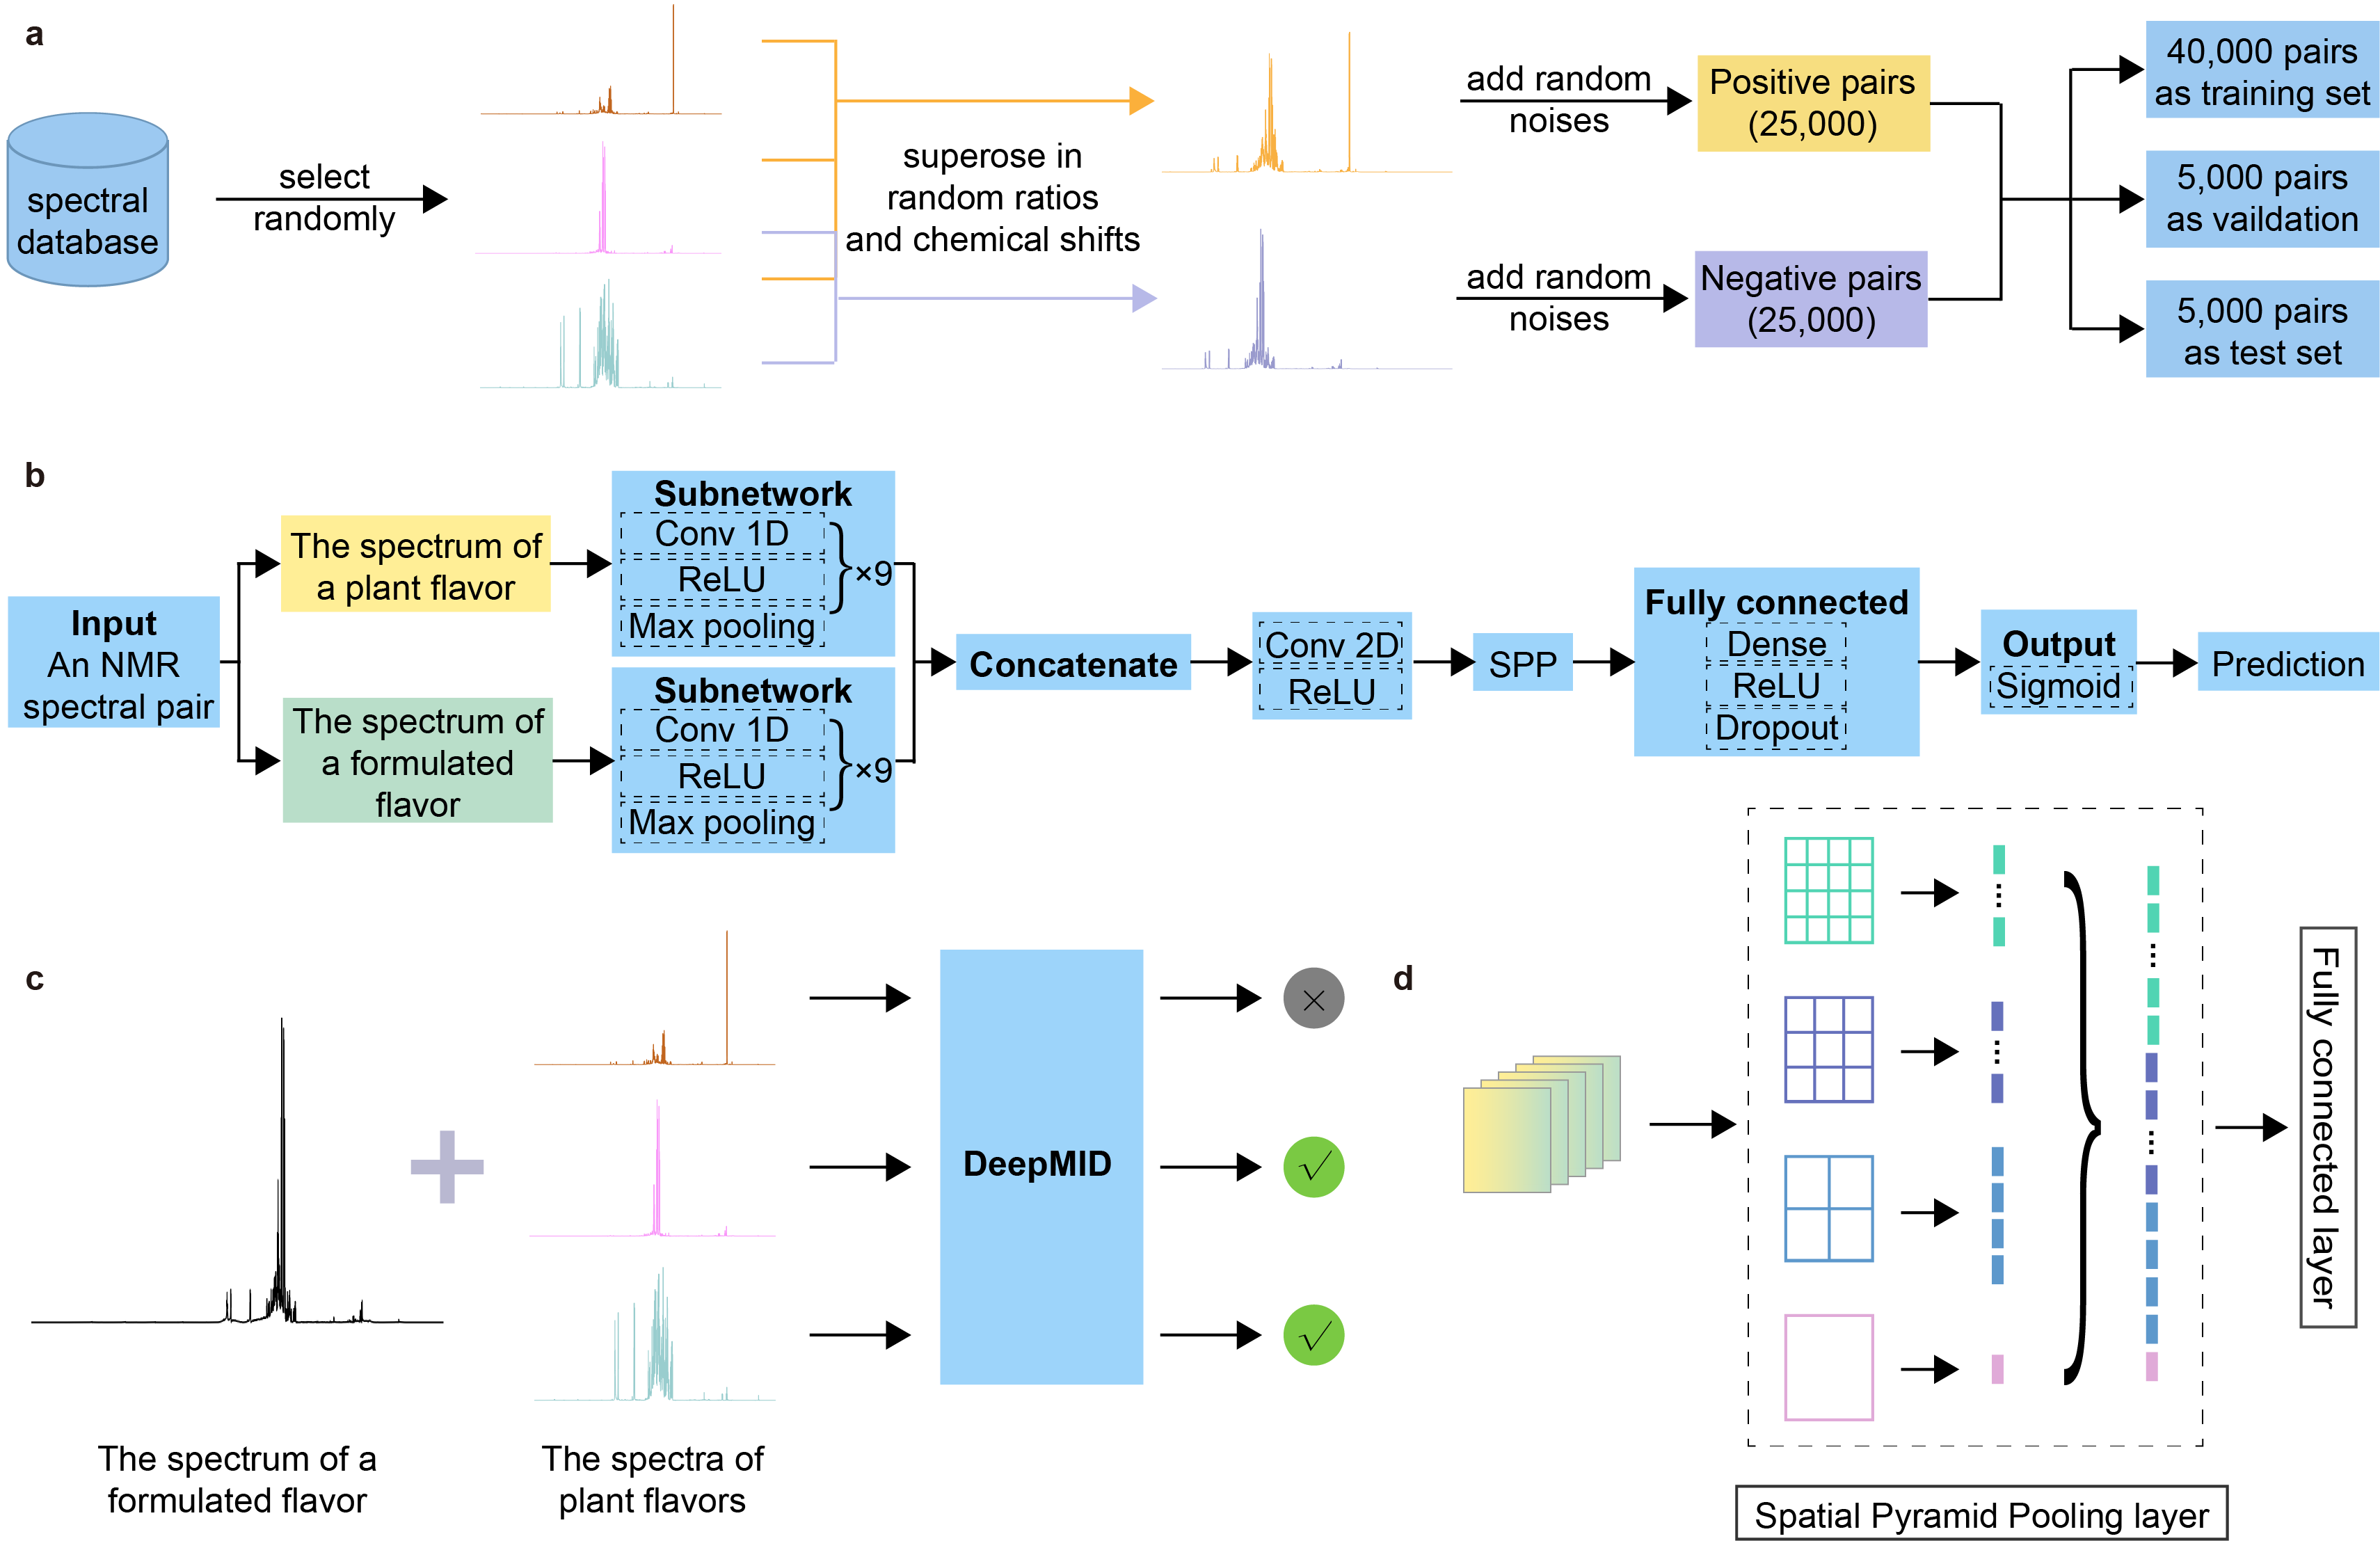 a
spectral
database
select
randomly
superose in
random ratios
and chemical shifts
add random
noises
add random
noises
Positive pairs
(25,000)
Negative pairs
(25,000)
40,000 pairs
as training set
5,000 pairs
as vaildation
5,000 pairs
as test set
b
Input
An NMR
spectral pair
The spectrum of
a plant flavor
The spectrum of
a formulated
flavor
Subnetwork
Conv 1D
ReLU
Max pooling
×9
Subnetwork
Conv 1D
ReLU
Max pooling
×9
Concatenate
Conv 2D
ReLU
SPP
Fully connected
Dense
ReLU
Dropout
Output
Sigmoid
Prediction
c
The spectrum of a
formulated flavor
The spectra of
plant flavors
DeepMID
×
√
√
d
Fully connected layer
Spatial Pyramid Pooling layer